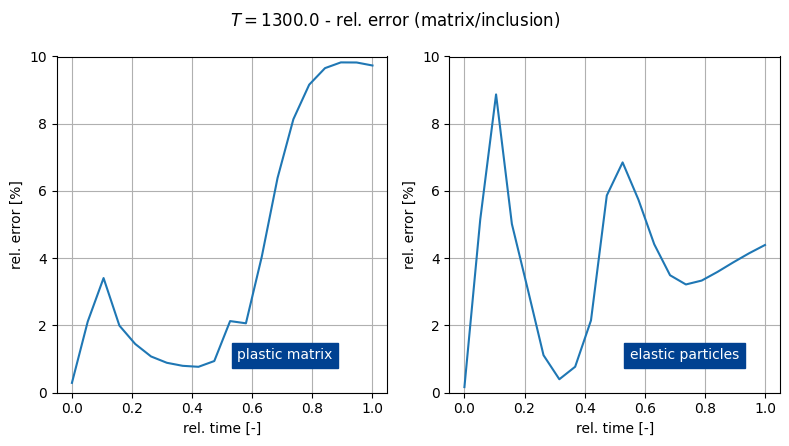 T = 1300.0 - rel. error (matrix/inclusion)
rel. error [%]
10
8
6
4
2
0
plastic matrix
0.0 0.2 0.4 0.6 0.8 1.0
rel. time [-]
rel. error [%]
10
8
6
4
2
0
elastic particles
0.0 0.2 0.4 0.6 0.8 1.0
rel. time [-]